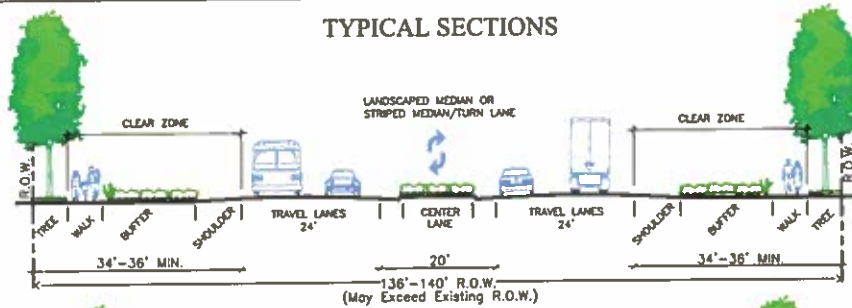 TYPICAL SECTIONS
LANDSCAPED MEDIAN OR
STRIPED MEDIAN/TURN LANE
CLEAR ZONE
CLEAR ZONE
R.O.W.
R.O.W.
TREE
WALK
BUFFER
SHOULDER
TRAVEL LANES
24'
CENTER
LANE
TRAVEL LANES
24'
SHOULDER
BUFFER
WALK
TREE
34'-36' MIN.
20'
34'-36' MIN.
136'-140' R.O.W.
(May Exceed Existing R.O.W.)